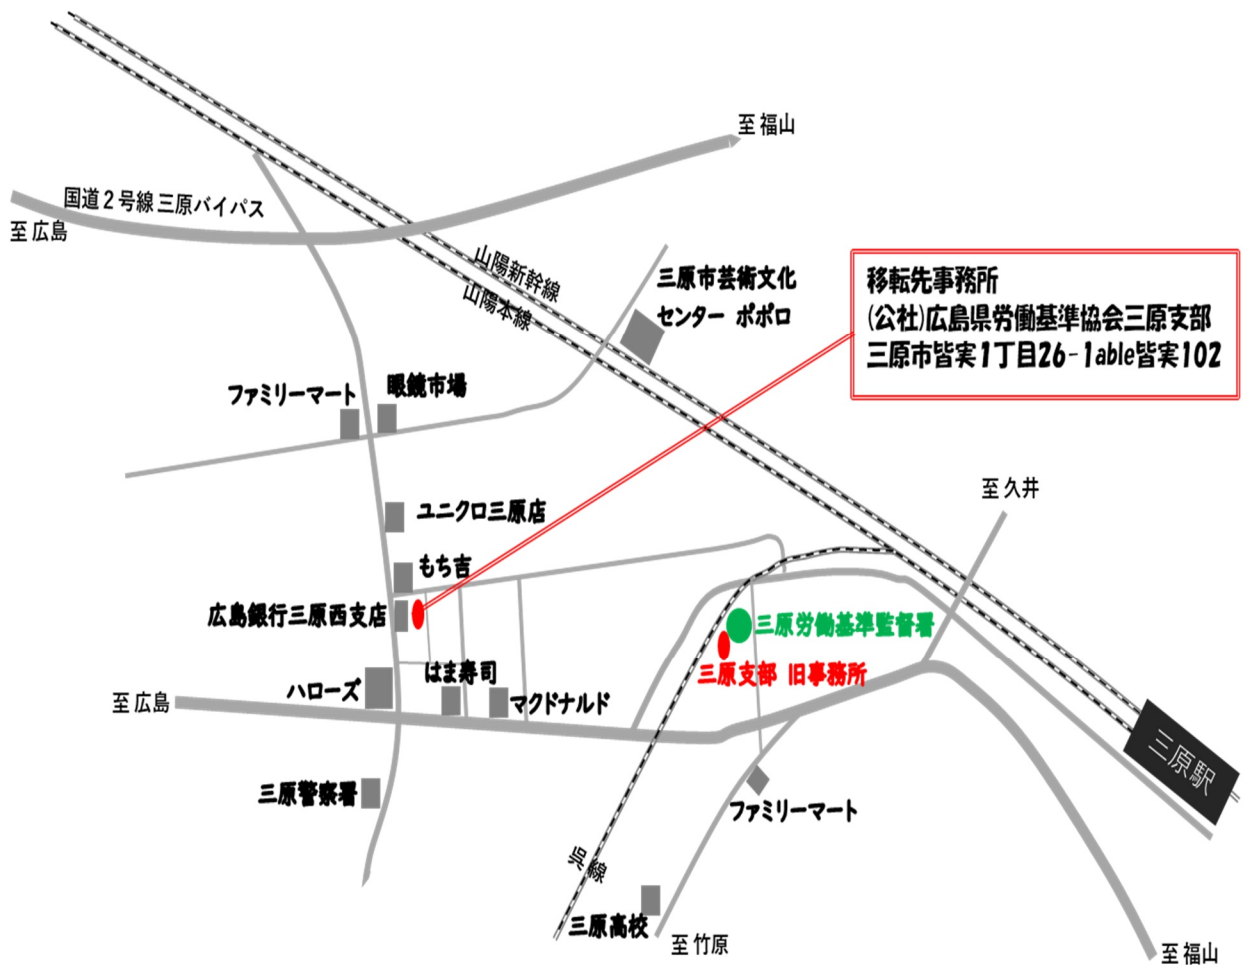 至 福山
国道２号線 三原バイパス
至 広島
山陽新幹線
山陽本線
三原市芸術文化
センター ポポロ
移転先事務所
(公社)広島県労働基準協会三原支部
三原市皆実1丁目26-1able皆実102
ファミリーマート
眼鏡市場
至 久井
ユニクロ三原店
もち吉
広島銀行三原西支店
三原労働基準監督署
三原支部 旧事務所
はま寿司
ハローズ
マクドナルド
至 広島
三原駅
三原警察署
ファミリーマート
呉線
三原高校
至 竹原
至 福山